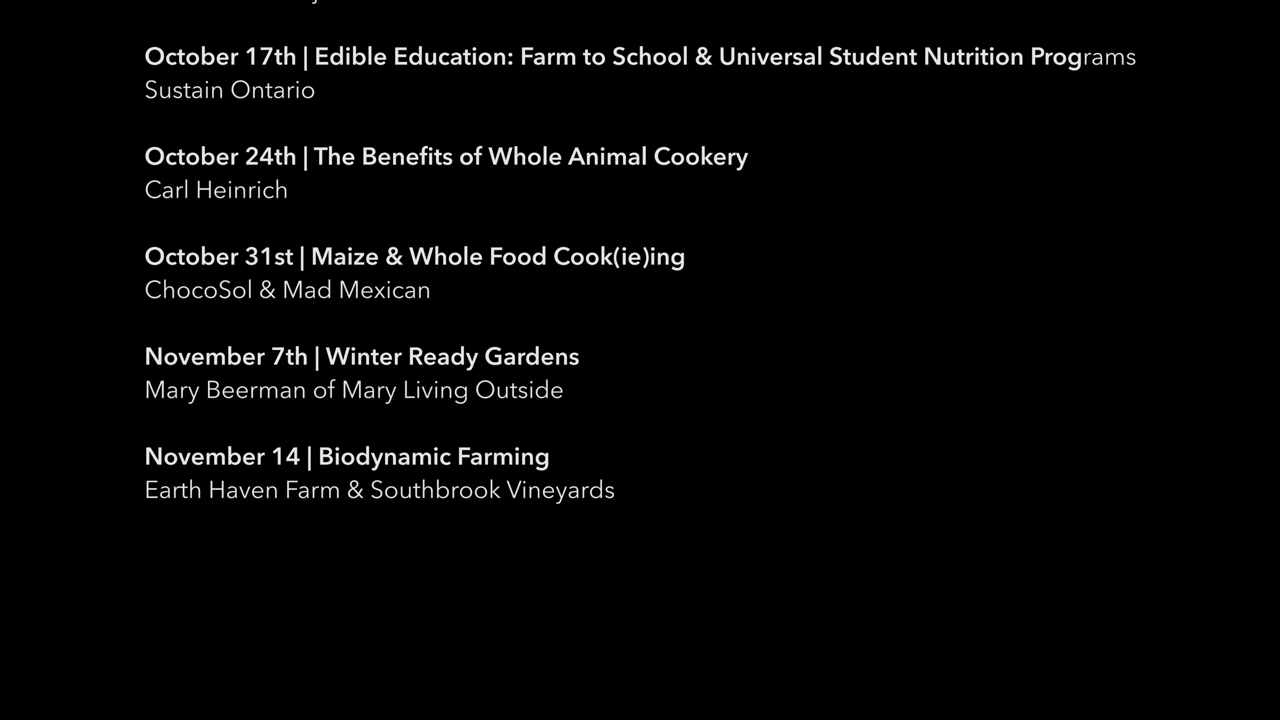 October 17th | Edible Education: Farm to School & Universal Student Nutrition Programs
Sustain Ontario
October 24th | The Benefits of Whole Animal Cookery
Carl Heinrich
October 31st | Maize & Whole Food Cook(ie)ing
ChocoSol & Mad Mexican
November 7th | Winter Ready Gardens
Mary Beerman of Mary Living Outside
November 14 | Biodynamic Farming
Earth Haven Farm & Southbrook Vineyards